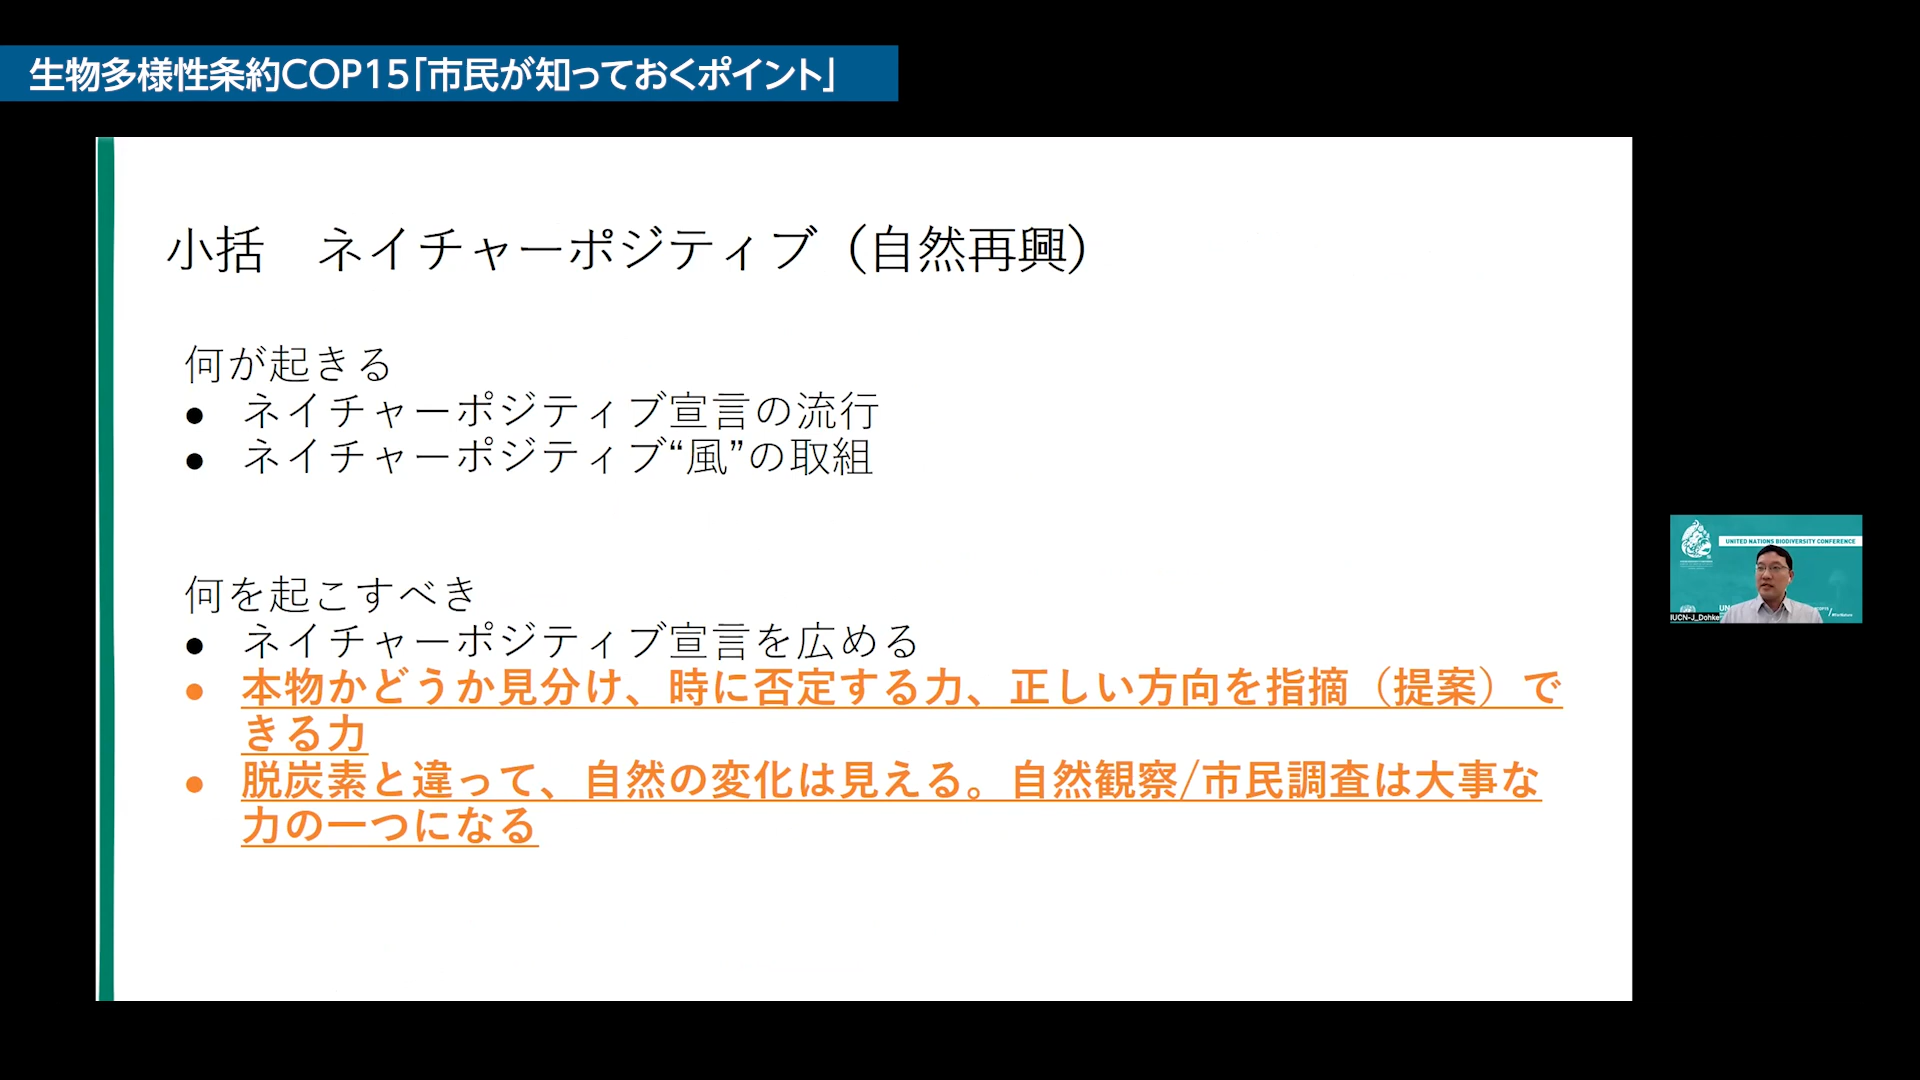 生物多様性条約COP15「市民が知っておくポイント」
小括　ネイチャーポジティブ（自然再興）
何が起きる
● ネイチャーポジティブ宣言の流行
● ネイチャーポジティブ“風”の取組
何を起こすべき
● ネイチャーポジティブ宣言を広める
● 本物かどうか見分け、時に否定する力、正しい方向を指摘（提案）で
きる力
● 脱炭素と違って、自然の変化は見える。自然観察/市民調査は大事な
力の一つになる
UNITED NATIONS BIODIVERSITY CONFERENCE
UN
IUCN-J_Dohke